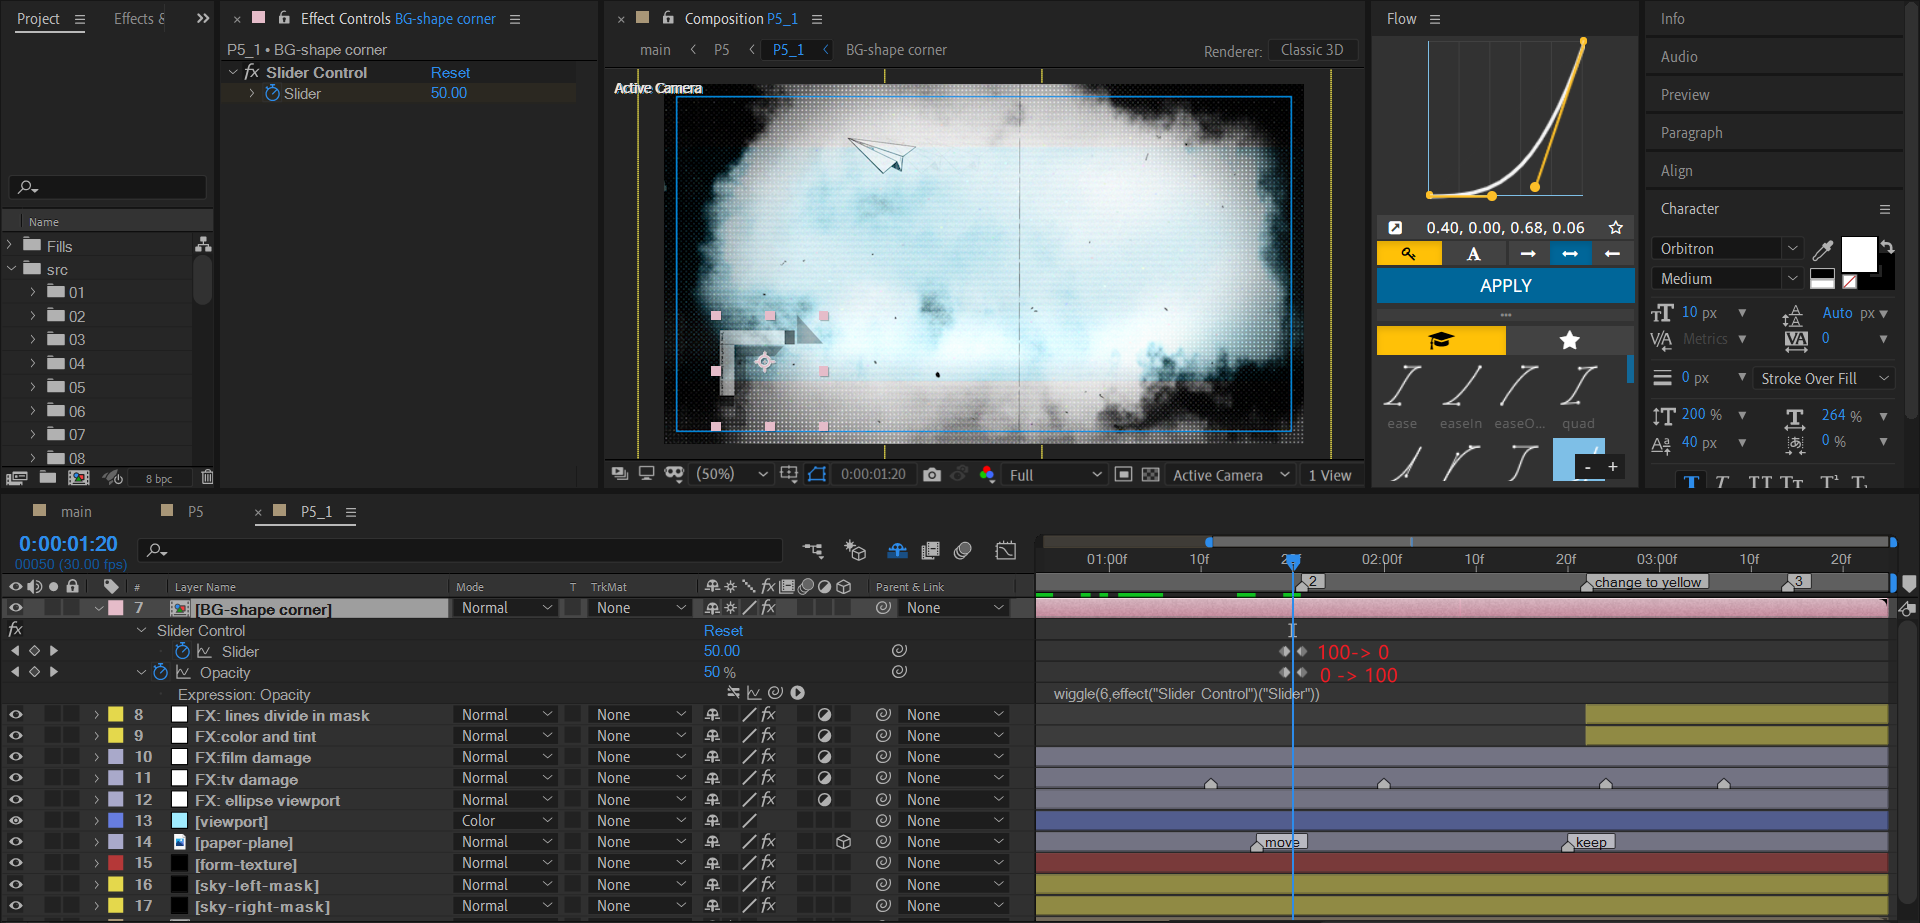 Project
Effects &
Effect Controls BG-shape corner
Composition P5_1
Flow
Info
P5_1 • BG-shape corner
main
P5
P5_1
BG-shape corner
Renderer:
Classic 3D
Audio
fx Slider Control
Reset
Slider
50.00
Active Camera
Preview
Paragraph
Align
Character
Name
Fills
src
01
02
03
04
05
06
07
08
8 bpc
(50%)
0:00:01:20
Full
Active Camera
1 View
0.40, 0.00, 0.68, 0.06
A
APPLY
ease
easeIn
easeO...
quad
- +
Orbitron
Medium
10 px
Auto px
Metrics
0
0 px
Stroke Over Fill
200 %
264 %
40 px
0 %
main
P5
P5_1
0:00:01:20
00050 (30.00 fps)
01:00f
10f
20f
02:00f
10f
20f
03:00f
10f
20f
2
change to yellow
3
#
Layer Name
Mode
T
TrkMat
Parent & Link
7
[BG-shape corner]
Normal
None
None
fx
Slider Control
Reset
Slider
50.00
100-> 0
Opacity
50 %
0 -> 100
Expression: Opacity
wiggle(6,effect("Slider Control")("Slider"))
8 FX: lines divide in mask Normal None fx None
9 FX:color and tint Normal None fx None
10 FX:film damage Normal None fx None
11 FX:tv damage Normal None fx None
12 FX: ellipse viewport Normal None fx None
13 [viewport] Color None None
14 [paper-plane] Normal None fx None
move
keep
15 [form-texture] Normal None fx None
16 [sky-left-mask] Normal None fx None
17 [sky-right-mask] Normal None fx None